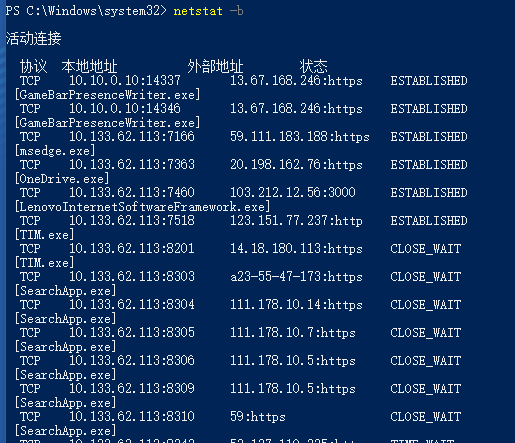 PS C:\Windows\system32> netstat -b
活动连接
协议 本地地址 外部地址 状态
TCP 10.10.0.10:14337 13.67.168.246:https ESTABLISHED
[GameBarPresenceWriter.exe]
TCP 10.10.0.10:14346 13.67.168.246:https ESTABLISHED
[GameBarPresenceWriter.exe]
TCP 10.133.62.113:7166 59.111.183.188:https ESTABLISHED
[msedge.exe]
TCP 10.133.62.113:7363 20.198.162.76:https ESTABLISHED
[OneDrive.exe]
TCP 10.133.62.113:7460 103.212.12.56:3000 ESTABLISHED
[LenovoInternetSoftwareFramework.exe]
TCP 10.133.62.113:7518 123.151.77.237:http ESTABLISHED
[TIM.exe]
TCP 10.133.62.113:8201 14.18.180.113:https CLOSE_WAIT
[TIM.exe]
TCP 10.133.62.113:8303 a23-55-47-173:https CLOSE_WAIT
[SearchApp.exe]
TCP 10.133.62.113:8304 111.178.10.14:https CLOSE_WAIT
[SearchApp.exe]
TCP 10.133.62.113:8305 111.178.10.7:https CLOSE_WAIT
[SearchApp.exe]
TCP 10.133.62.113:8306 111.178.10.5:https CLOSE_WAIT
[SearchApp.exe]
TCP 10.133.62.113:8309 111.178.10.5:https CLOSE_WAIT
[SearchApp.exe]
TCP 10.133.62.113:8310 59:https CLOSE_WAIT
[SearchApp.exe]
TCP